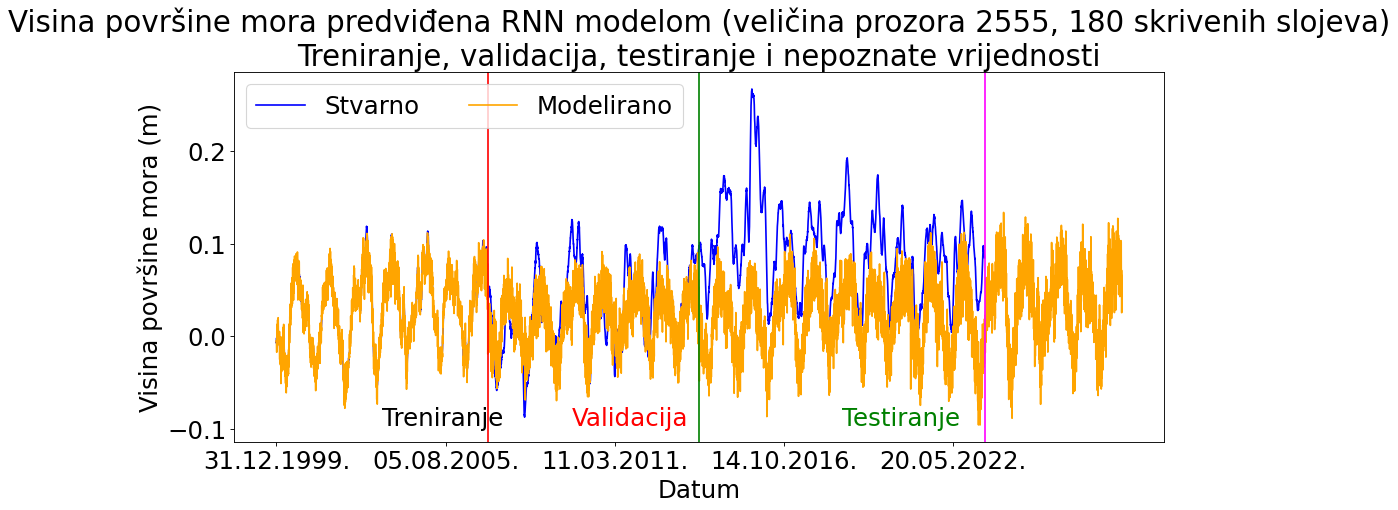 Visina površine mora predviđena RNN modelom (veličina prozora 2555, 180 skrivenih slojeva)
Treniranje, validacija, testiranje i nepoznate vrijednosti
Stvarno Modelirano
Visina površine mora (m)
0.2
0.1
0.0
−0.1
Treniranje Validacija Testiranje
31.12.1999. 05.08.2005. 11.03.2011. 14.10.2016. 20.05.2022.
Datum